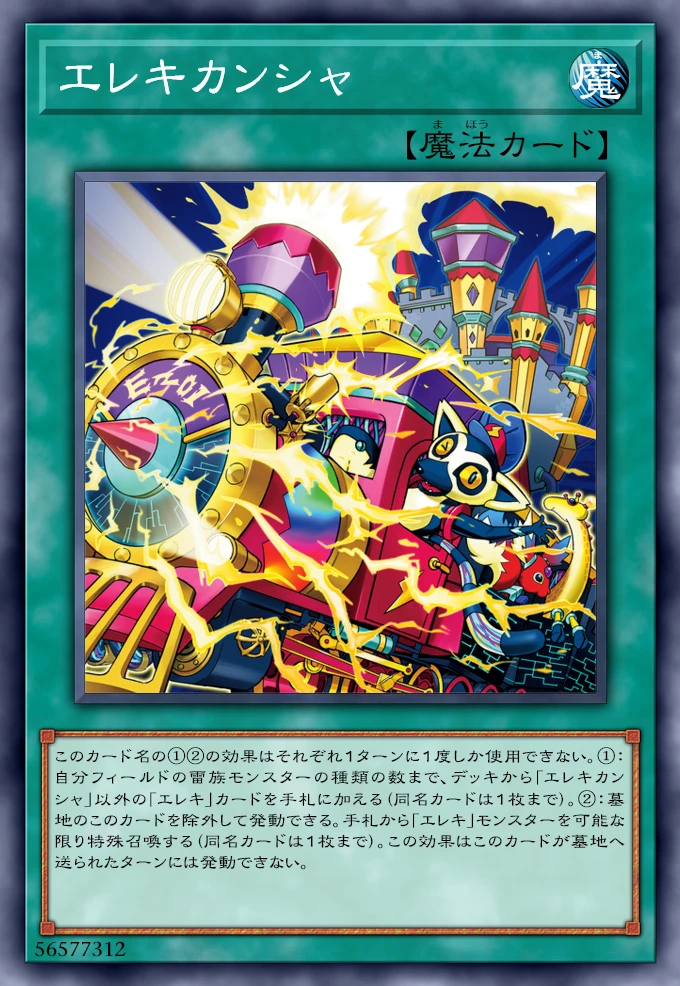 エレキカンシャ
ま
魔
ま ほう
【魔法カード】
このカード名の①②の効果はそれぞれ1ターンに1度しか使用できない。①：
自分フィールドの雷族モンスターの種類の数まで、デッキから「エレキカン
シャ」以外の「エレキ」カードを手札に加える（同名カードは1枚まで）。②：墓
地のこのカードを除外して発動できる。手札から「エレキ」モンスターを可能な
限り特殊召喚する（同名カードは1枚まで）。この効果はこのカードが墓地へ
送られたターンには発動できない。
56577312